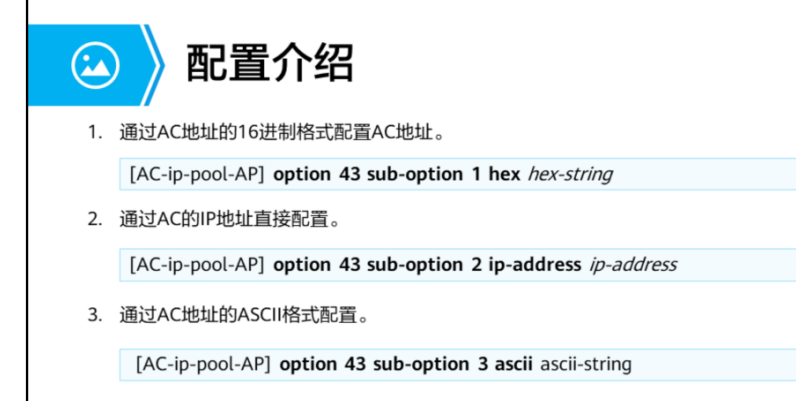 配置介绍
1. 通过AC地址的16进制格式配置AC地址。
[AC-ip-pool-AP] option 43 sub-option 1 hex hex-string
2. 通过AC的IP地址直接配置。
[AC-ip-pool-AP] option 43 sub-option 2 ip-address ip-address
3. 通过AC地址的ASCII格式配置。
[AC-ip-pool-AP] option 43 sub-option 3 ascii ascii-string